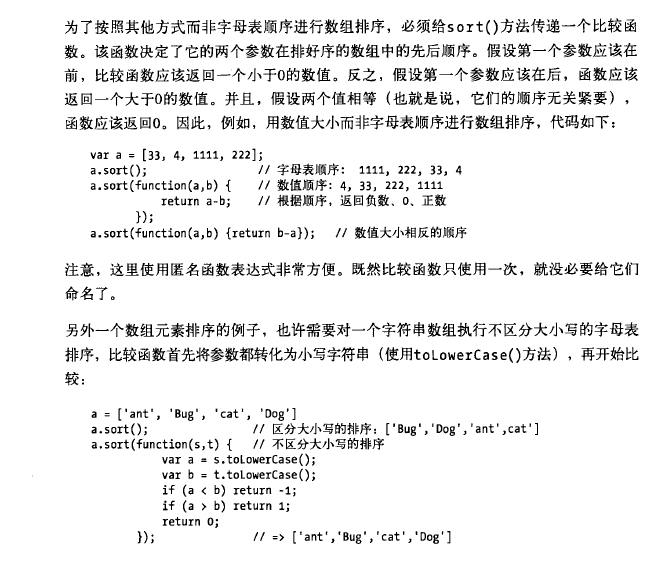 为了按照其他方式而非字母表顺序进行数组排序，必须给sort()方法传递一个比较函
数。该函数决定了它的两个参数在排好序的数组中的先后顺序。假设第一个参数应该在
前，比较函数应该返回一个小于0的数值。反之，假设第一个参数应该在后，函数应该
返回一个大于0的数值。并且，假设两个值相等（也就是说，它们的顺序无关紧要），
函数应该返回0。因此，例如，用数值大小而非字母表顺序进行数组排序，代码如下：
var a = [33, 4, 1111, 222];
a.sort(); // 字母表顺序： 1111, 222, 33, 4
a.sort(function(a,b) { // 数值顺序：4, 33, 222, 1111
return a-b; // 根据顺序，返回负数、0、正数
});
a.sort(function(a,b) {return b-a}); // 数值大小相反的顺序
注意，这里使用匿名函数表达式非常方便。既然比较函数只使用一次，就没必要给它们
命名了。
另外一个数组元素排序的例子，也许需要对一个字符串数组执行不区分大小写的字母表
排序，比较函数首先将参数都转化为小写字符串（使用toLowerCase()方法），再开始比
较：
a = ['ant', 'Bug', 'cat', 'Dog']
a.sort(); // 区分大小写的排序：['Bug','Dog','ant',cat']
a.sort(function(s,t) { // 不区分大小写的排序
var a = s.toLowerCase();
var b = t.toLowerCase();
if (a < b) return -1;
if (a > b) return 1;
return 0;
}); // => ['ant','Bug','cat','Dog']